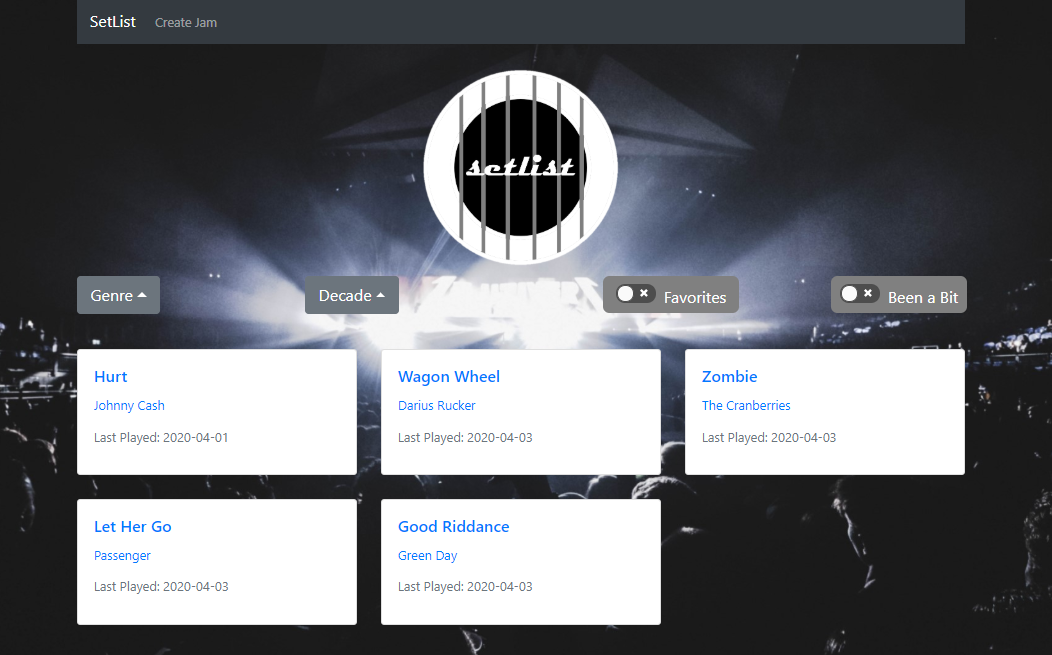 SetList Create Jam
setlist
Genre Decade Favorites Been a Bit
Hurt
Johnny Cash
Last Played: 2020-04-01
Wagon Wheel
Darius Rucker
Last Played: 2020-04-03
Zombie
The Cranberries
Last Played: 2020-04-03
Let Her Go
Passenger
Last Played: 2020-04-03
Good Riddance
Green Day
Last Played: 2020-04-03